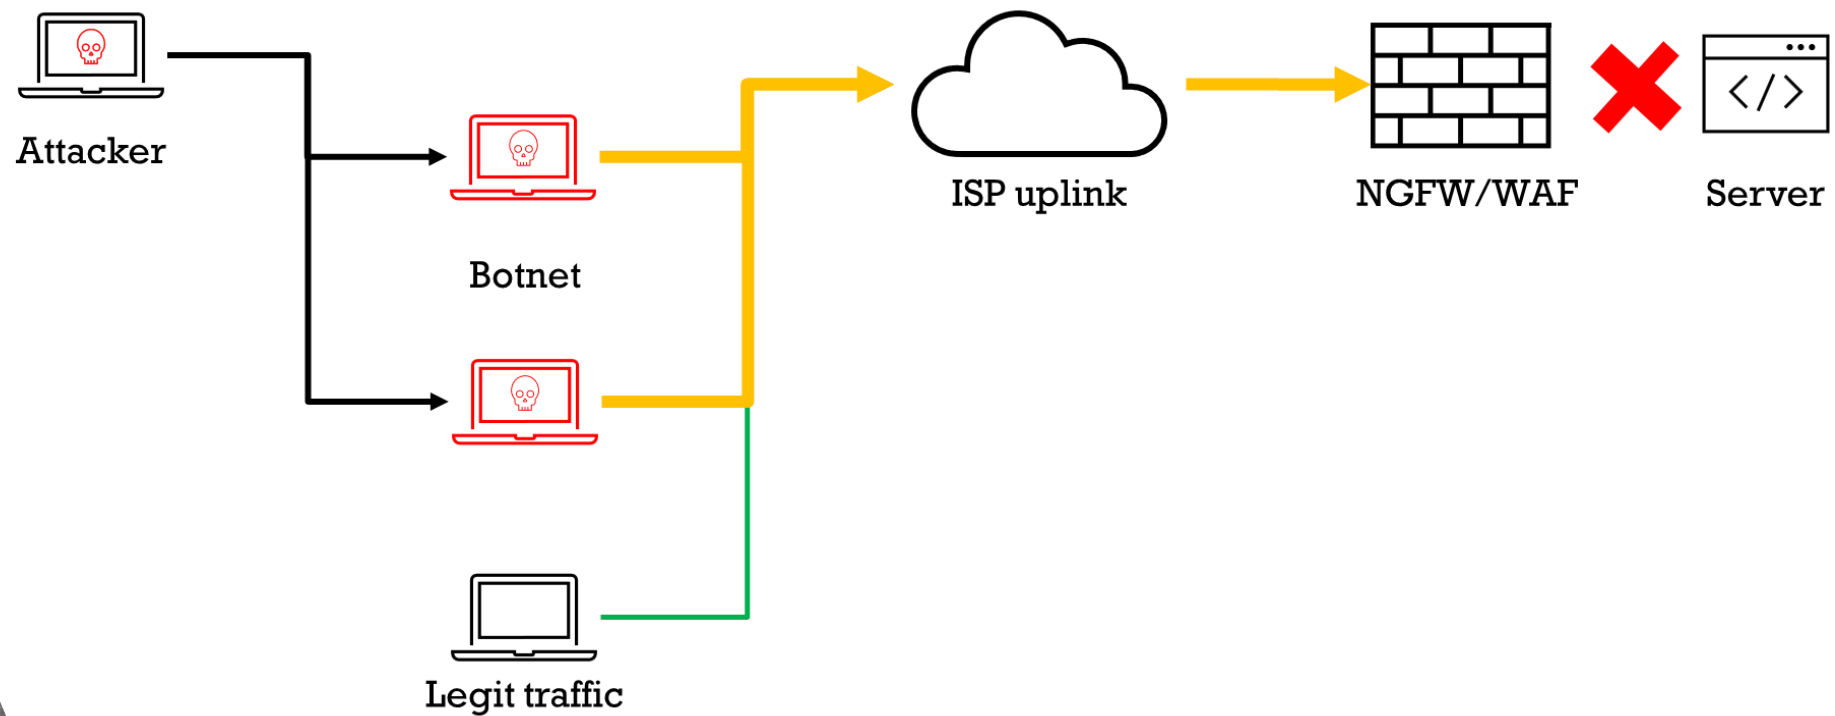 Attacker
Botnet
Legit traffic
ISP uplink
NGFW/WAF
Server